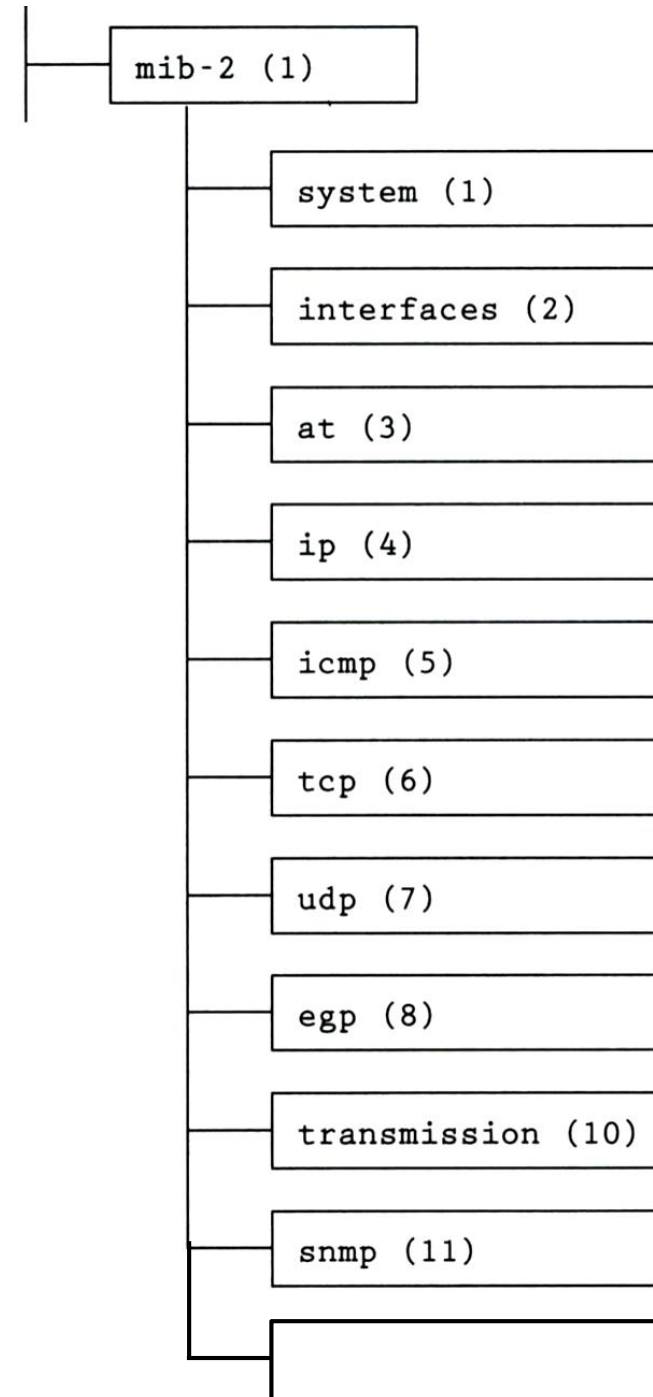 mib-2 (1)
system (1)
interfaces (2)
at (3)
ip (4)
icmp (5)
tcp (6)
udp (7)
egp (8)
transmission (10)
snmp (11)